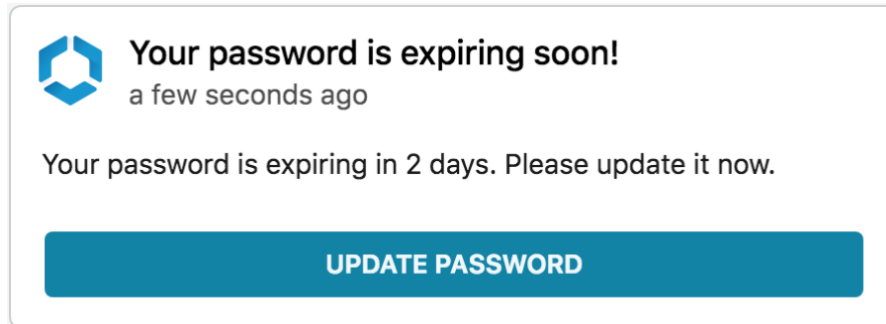 Your password is expiring soon!
a few seconds ago
Your password is expiring in 2 days. Please update it now.
UPDATE PASSWORD